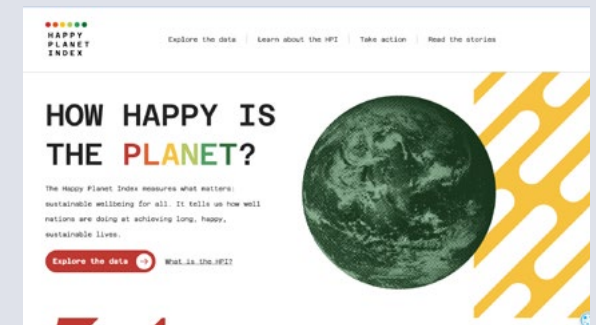 HAPPY
PLANET
INDEX
Explore the data
Learn about the HPI
Take action
Read the stories
HOW HAPPY IS
THE PLANET?
The Happy Planet Index measures what matters:
sustainable wellbeing for all. It tells us how well
nations are doing at achieving long, happy,
sustainable lives.
Explore the data
What is the HPI?